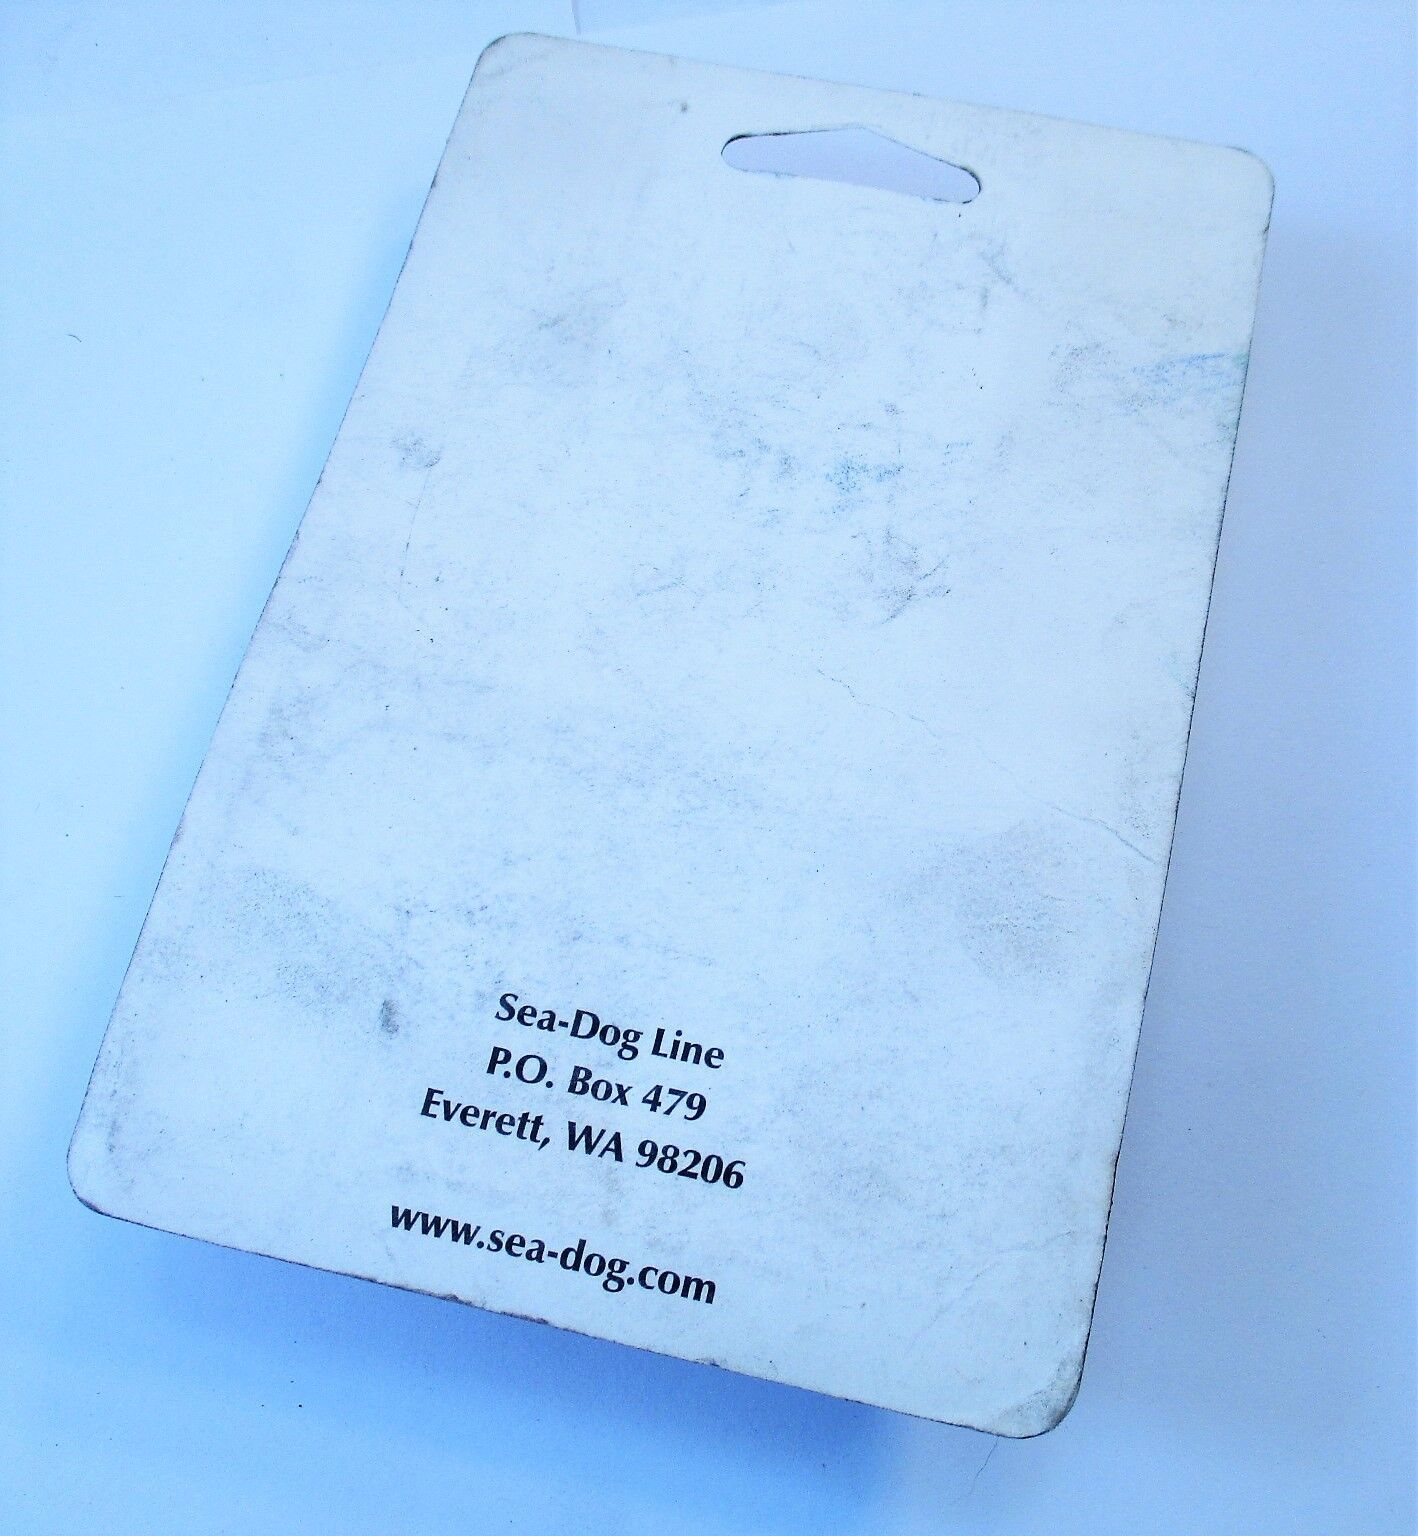 Sea-Dog Line
P.O. Box 479
Everett, WA 98206
www.sea-dog.com